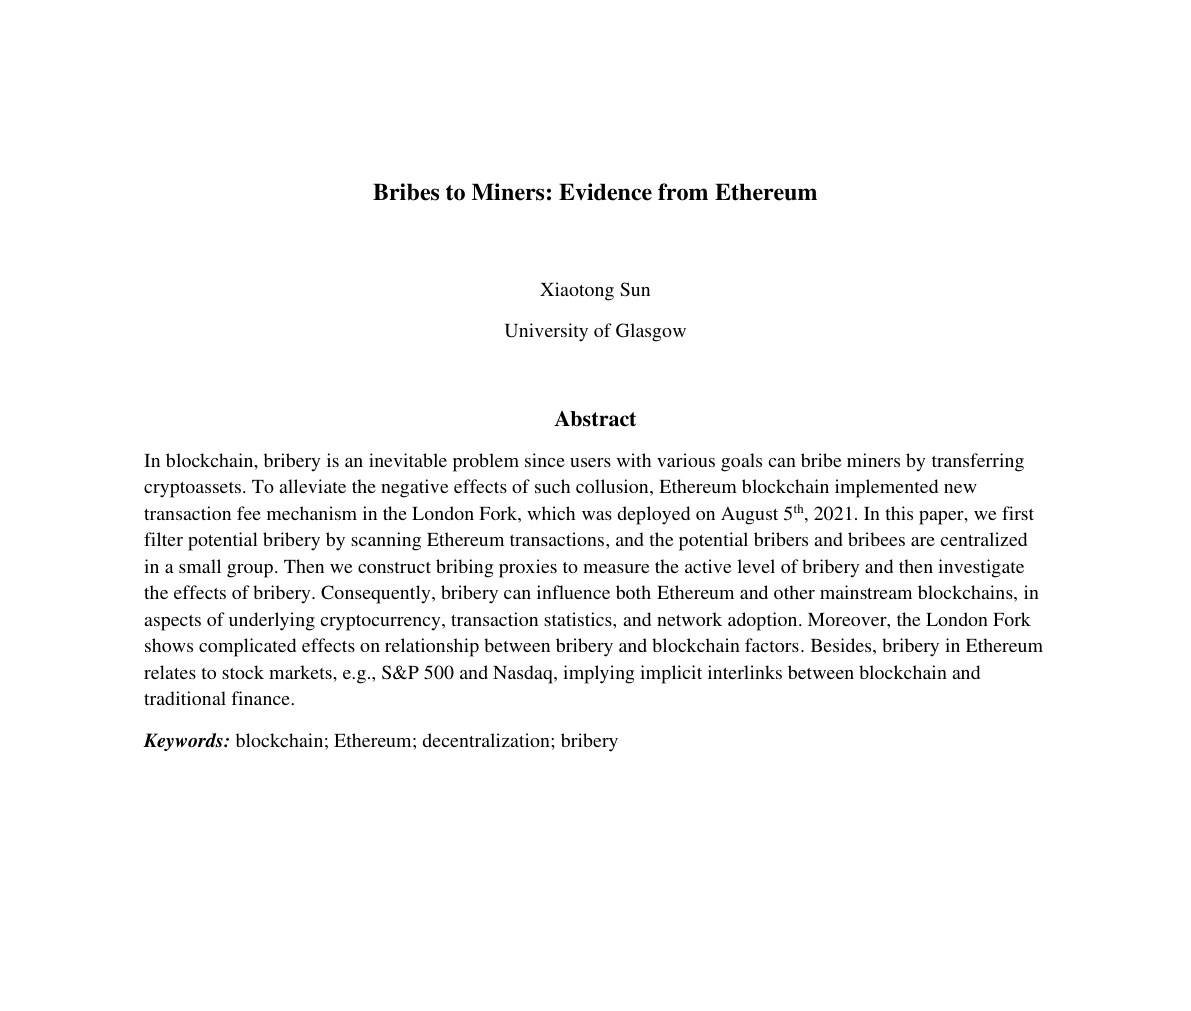 Bribes to Miners: Evidence from Ethereum
Xiaotong Sun
University of Glasgow
Abstract
In blockchain, bribery is an inevitable problem since users with various goals can bribe miners by transferring
cryptoassets. To alleviate the negative effects of such collusion, Ethereum blockchain implemented new
transaction fee mechanism in the London Fork, which was deployed on August 5th, 2021. In this paper, we first
filter potential bribery by scanning Ethereum transactions, and the potential bribers and bribees are centralized
in a small group. Then we construct bribing proxies to measure the active level of bribery and then investigate
the effects of bribery. Consequently, bribery can influence both Ethereum and other mainstream blockchains, in
aspects of underlying cryptocurrency, transaction statistics, and network adoption. Moreover, the London Fork
shows complicated effects on relationship between bribery and blockchain factors. Besides, bribery in Ethereum
relates to stock markets, e.g., S&P 500 and Nasdaq, implying implicit interlinks between blockchain and
traditional finance.
Keywords: blockchain; Ethereum; decentralization; bribery